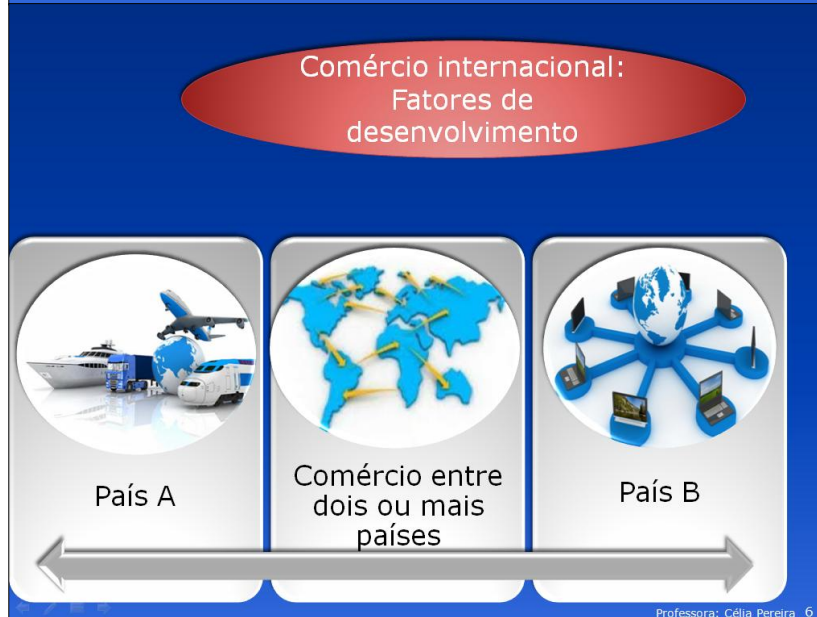 Comércio internacional:
Fatores de
desenvolvimento
País A
Comércio entre
dois ou mais
países
País B
Professora: Célia Pereira 6